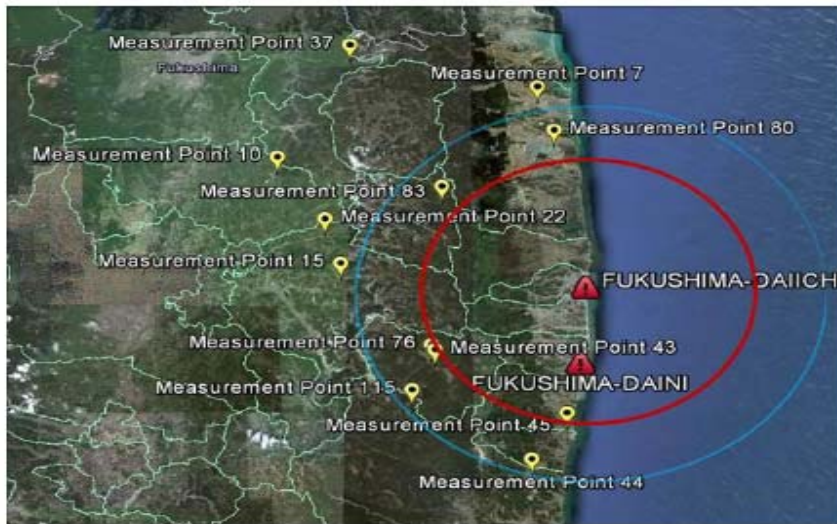 Measurement Point 37
Fukushima
Measurement Point 7
Measurement Point 80
Measurement Point 10
Measurement Point 83
Measurement Point 22
Measurement Point 15
FUKUSHIMA-DAIICH
Measurement Point 76
Measurement Point 43
FUKUSHIMA-DAINI
Measurement Point 115
Measurement Point 45
Measurement Point 44